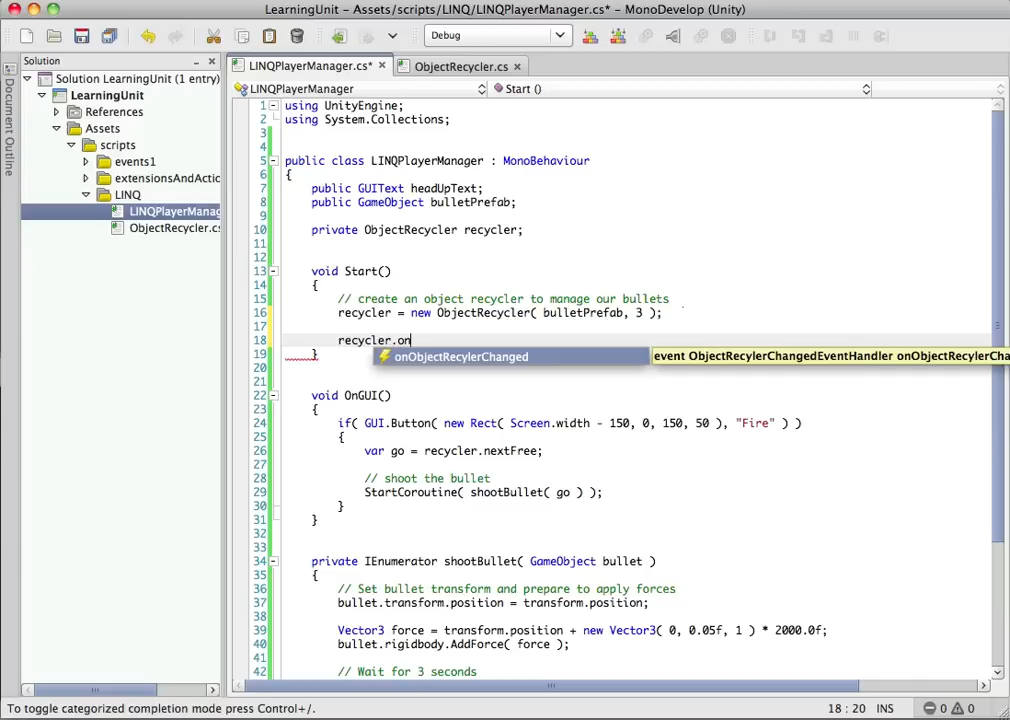 LearningUnit - Assets/scripts/LINQ/LINQPlayerManager.cs* - MonoDevelop (Unity)
Debug
Solution
LINQPlayerManager.cs*
ObjectRecycler.cs
Document Outline
Solution LearningUnit (1 entry)
LearningUnit
References
Assets
scripts
events1
extensionsAndActic
LINQ
LINQPlayerManag
ObjectRecycler.cs
LINQPlayerManager
Start ()
1 using UnityEngine;
2 using System.Collections;
3
4
5 public class LINQPlayerManager : MonoBehaviour
6 {
7 public GUIText headUpText;
8 public GameObject bulletPrefab;
9
10 private ObjectRecycler recycler;
11
12
13 void Start()
14 {
15 // create an object recycler to manage our bullets
16 recycler = new ObjectRecycler( bulletPrefab, 3 );
17
18 recycler.on
onObjectRecylerChanged
event ObjectRecylerChangedEventHandler onObjectRecylerCha
19 }
20
21
22 void OnGUI()
23 {
24 if( GUI.Button( new Rect( Screen.width - 150, 0, 150, 50 ), "Fire" ) )
25 {
26 var go = recycler.nextFree;
27
28 // shoot the bullet
29 StartCoroutine( shootBullet( go ) );
30 }
31 }
32
33
34 private IEnumerator shootBullet( GameObject bullet )
35 {
36 // Set bullet transform and prepare to apply forces
37 bullet.transform.position = transform.position;
38
39 Vector3 force = transform.position + new Vector3( 0, 0.05f, 1 ) * 2000.0f;
40 bullet.rigidbody.AddForce( force );
41
42 // Wait for 3 seconds
To toggle categorized completion mode press Control+/.
18 : 20 INS
0 0